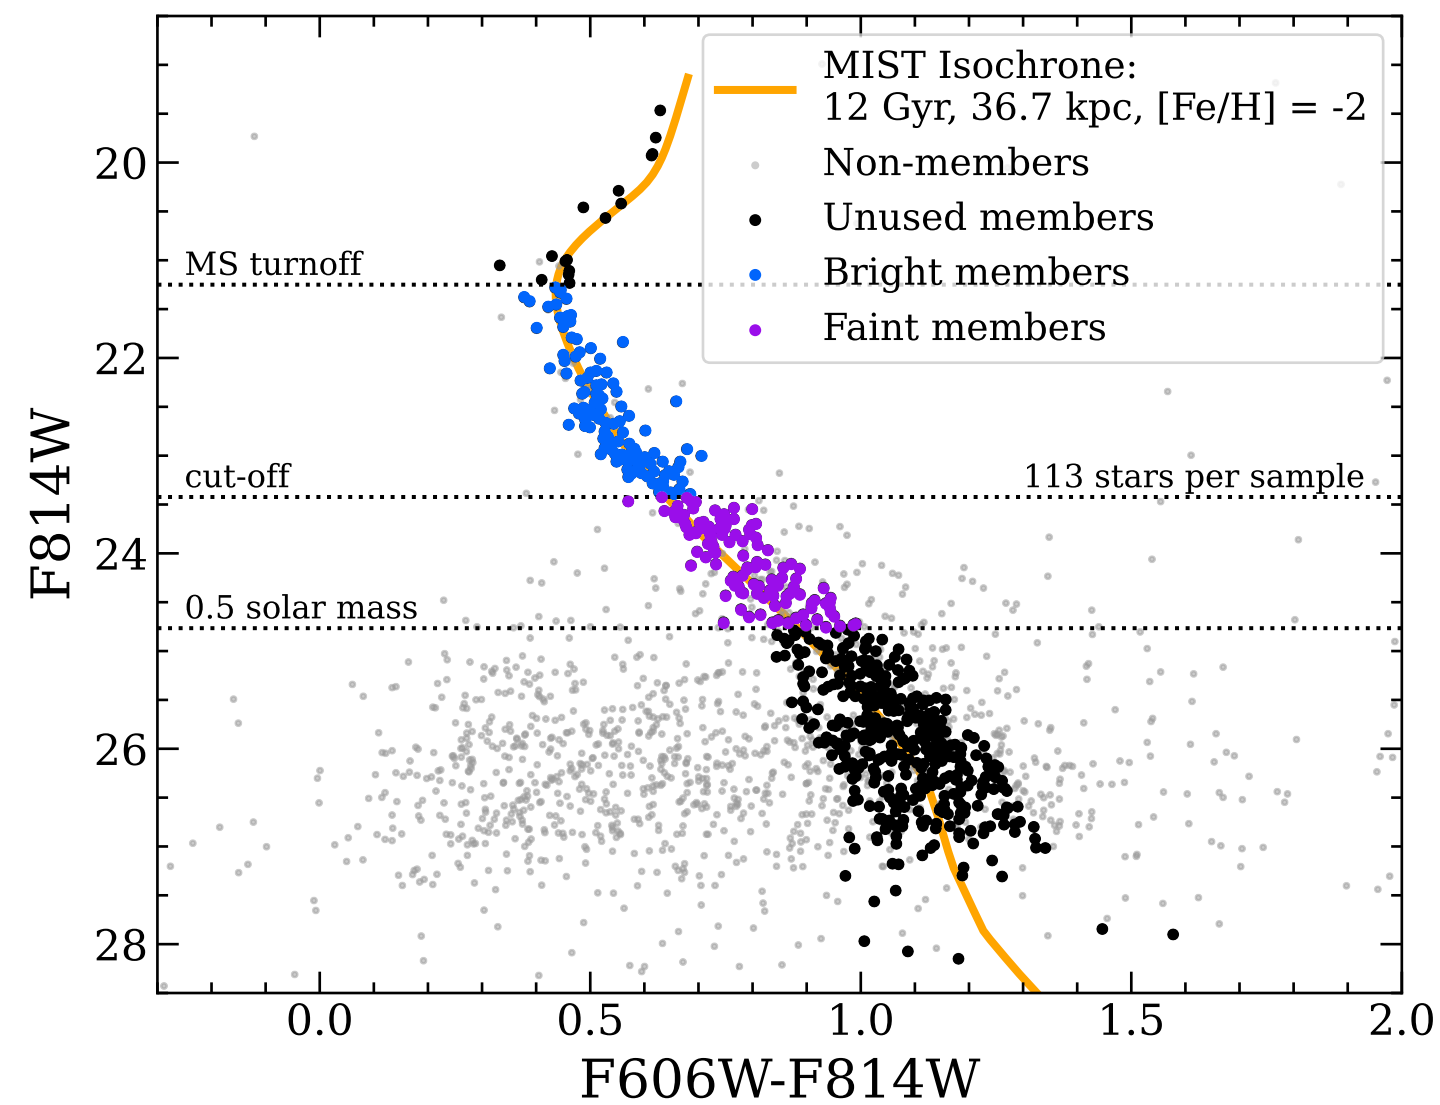 MIST Isochrone:
12 Gyr, 36.7 kpc, [Fe/H] = -2
Non-members
Unused members
Bright members
Faint members
MS turnoff
cut-off
113 stars per sample
0.5 solar mass
20
22
24
26
28
F814W
0.0
0.5
1.0
1.5
2.0
F606W-F814W